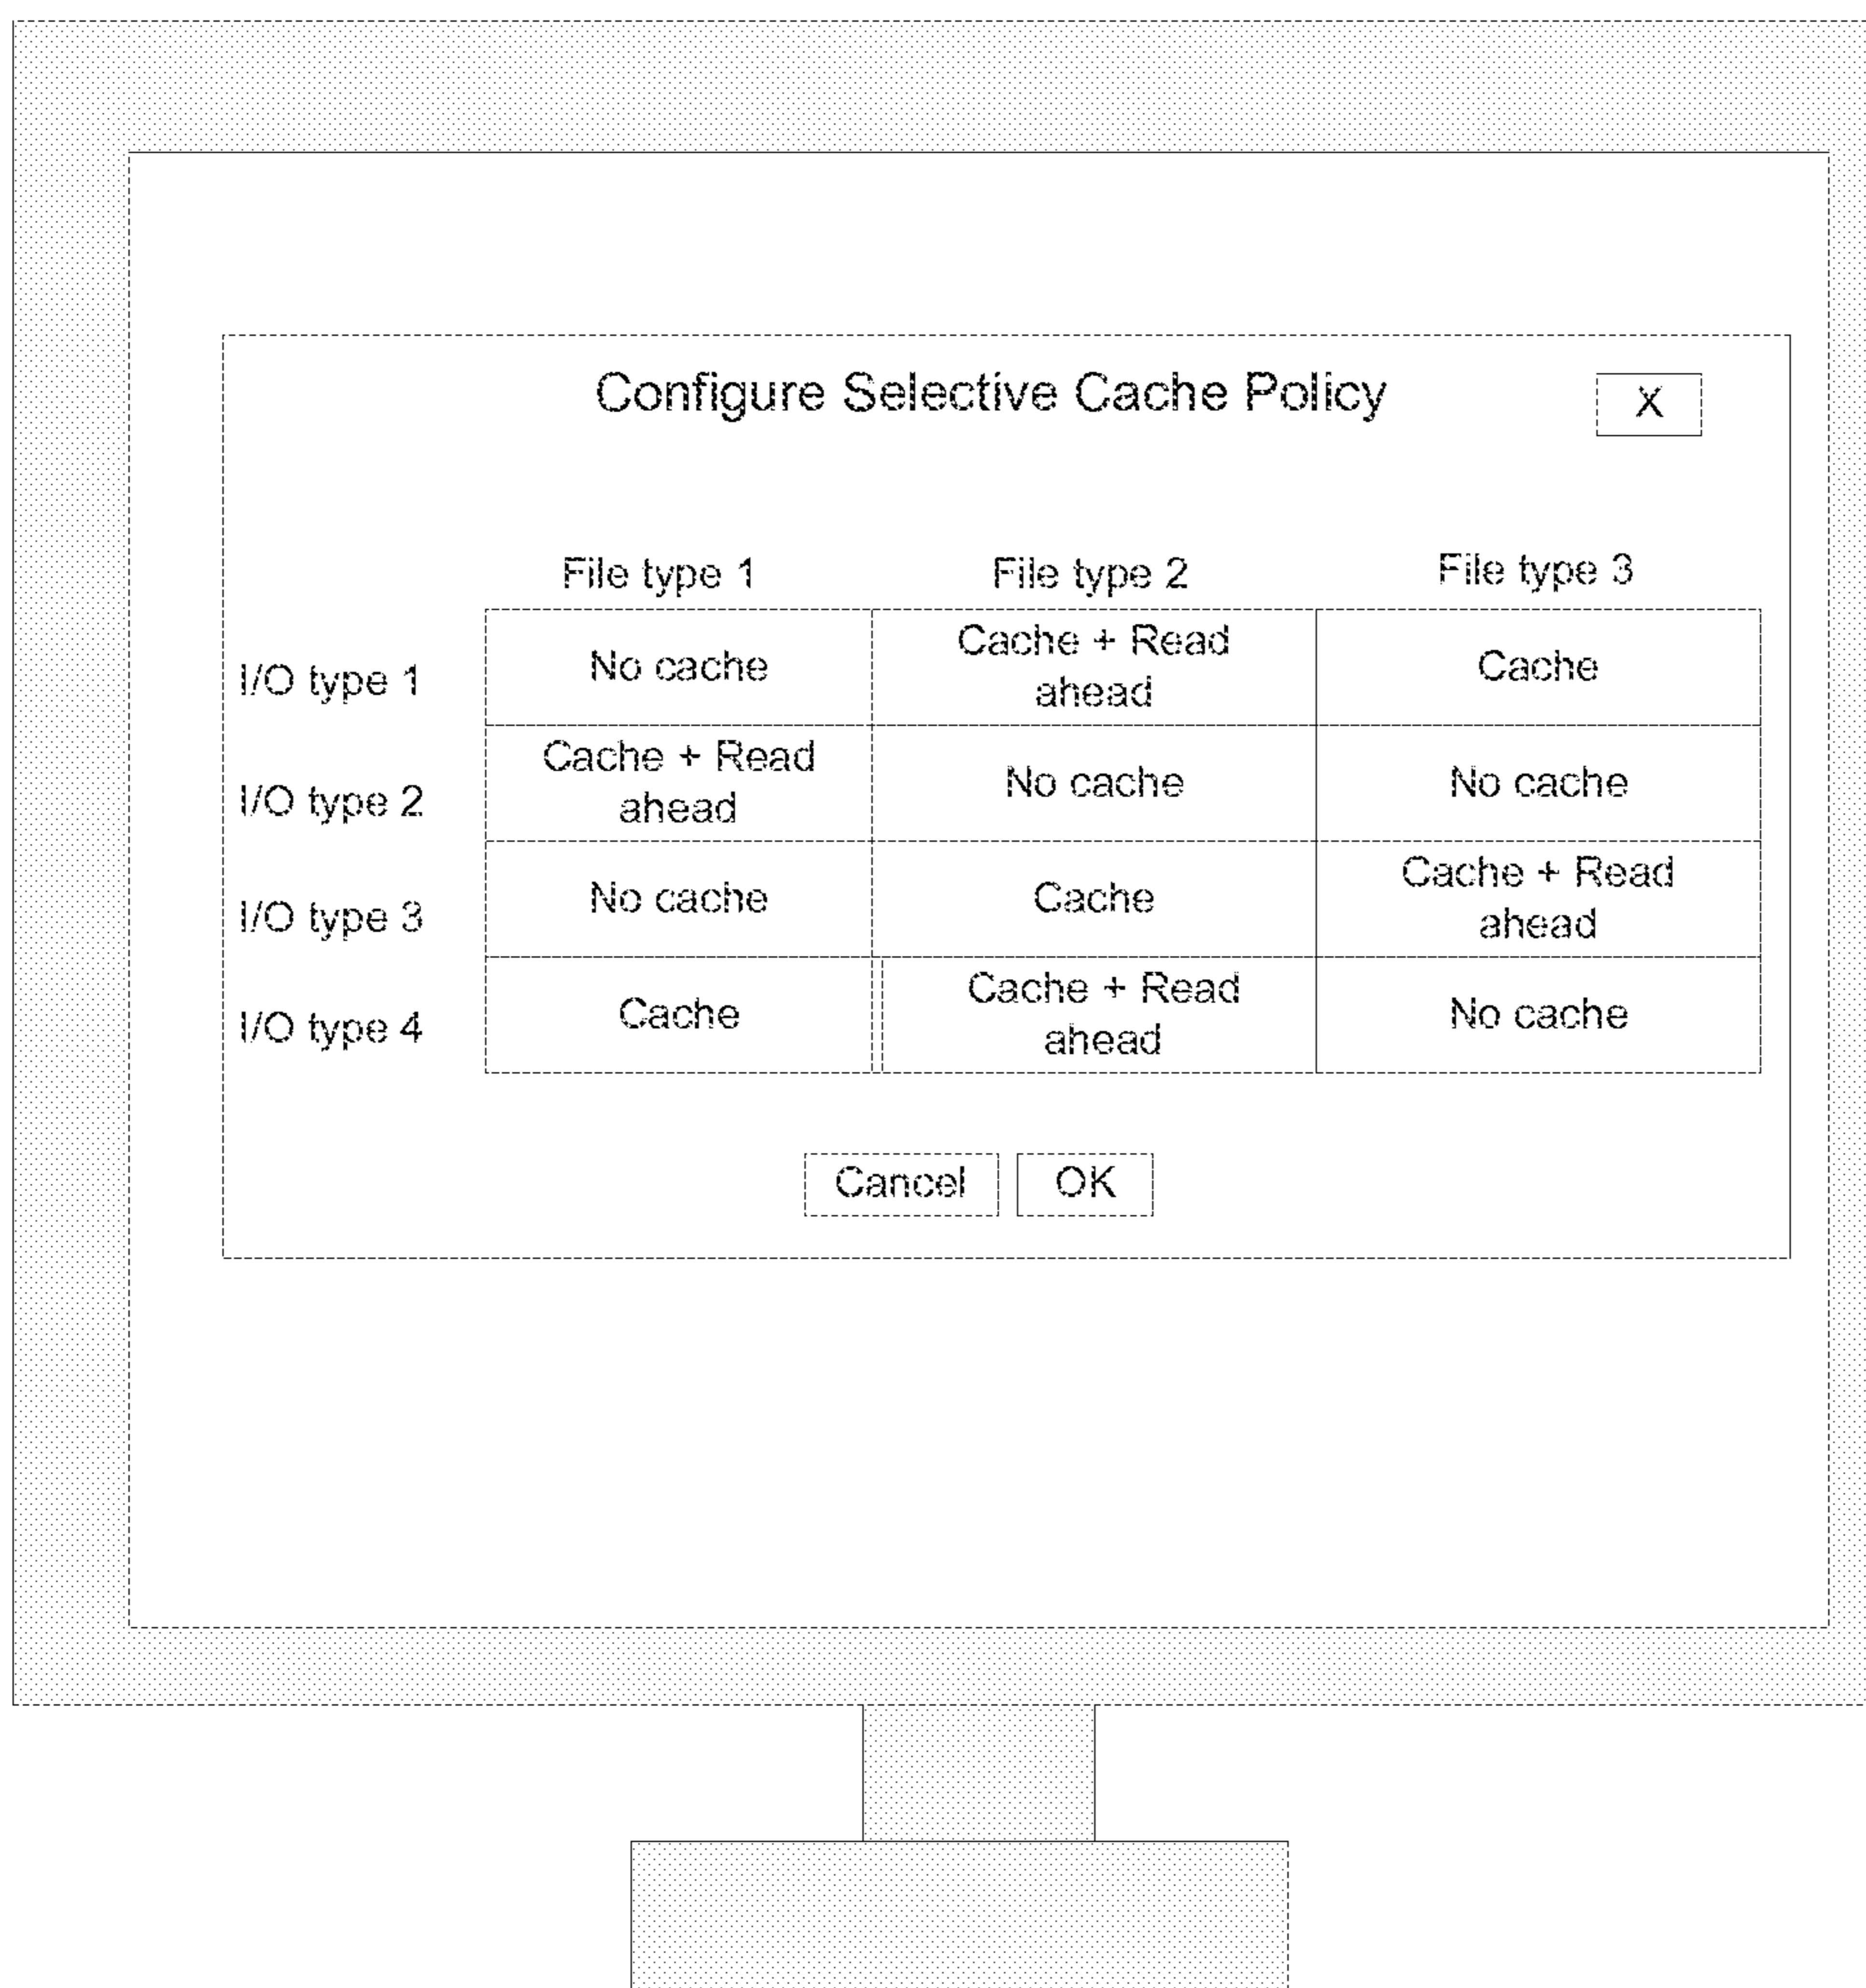 Configure Selective Cache Policy
X
File type 1 File type 2 File type 3
I/O type 1 No cache Cache + Read ahead Cache
I/O type 2 Cache + Read ahead No cache No cache
I/O type 3 No cache Cache Cache + Read ahead
I/O type 4 Cache Cache + Read ahead No cache
Cancel OK